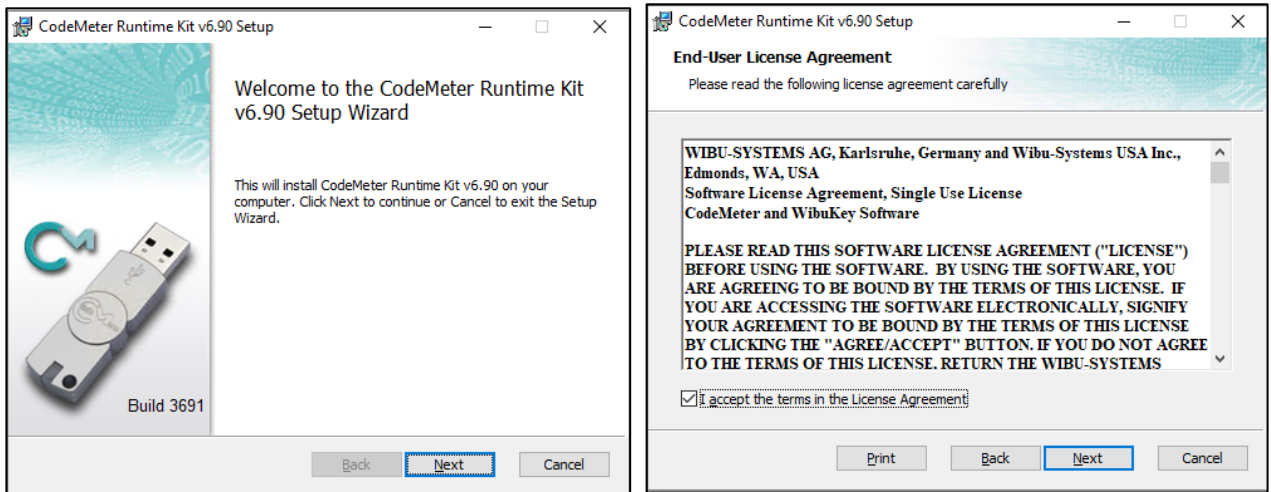 CodeMeter Runtime Kit v6.90 Setup
Welcome to the CodeMeter Runtime Kit
v6.90 Setup Wizard
This will install CodeMeter Runtime Kit v6.90 on your
computer. Click Next to continue or Cancel to exit the Setup
Wizard.
Build 3691
Back
Next
Cancel
CodeMeter Runtime Kit v6.90 Setup
End-User License Agreement
Please read the following license agreement carefully
WIBU-SYSTEMS AG, Karlsruhe, Germany and Wibu-Systems USA Inc.,
Edmonds, WA, USA
Software License Agreement, Single Use License
CodeMeter and WibuKey Software
PLEASE READ THIS SOFTWARE LICENSE AGREEMENT ("LICENSE")
BEFORE USING THE SOFTWARE. BY USING THE SOFTWARE, YOU
ARE AGREEING TO BE BOUND BY THE TERMS OF THIS LICENSE. IF
YOU ARE ACCESSING THE SOFTWARE ELECTRONICALLY, SIGNIFY
YOUR AGREEMENT TO BE BOUND BY THE TERMS OF THIS LICENSE
BY CLICKING THE "AGREE/ACCEPT" BUTTON. IF YOU DO NOT AGREE
TO THE TERMS OF THIS LICENSE, RETURN THE WIBU-SYSTEMS
I accept the terms in the License Agreement
Print
Back
Next
Cancel